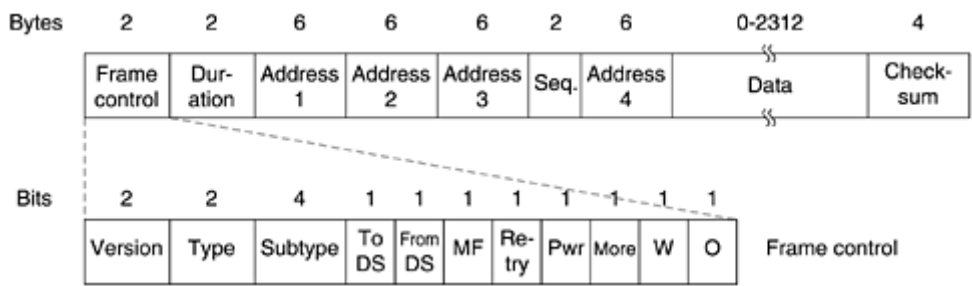 Bytes 2 2 6 6 6 2 6 0-2312 4
Frame control Dur- ation Address 1 Address 2 Address 3 Seq. Address 4 Data Check- sum
Bits 2 2 4 1 1 1 1 1 1 1 1
Version Type Subtype To DS From DS MF Re- try Pwr More W O Frame control